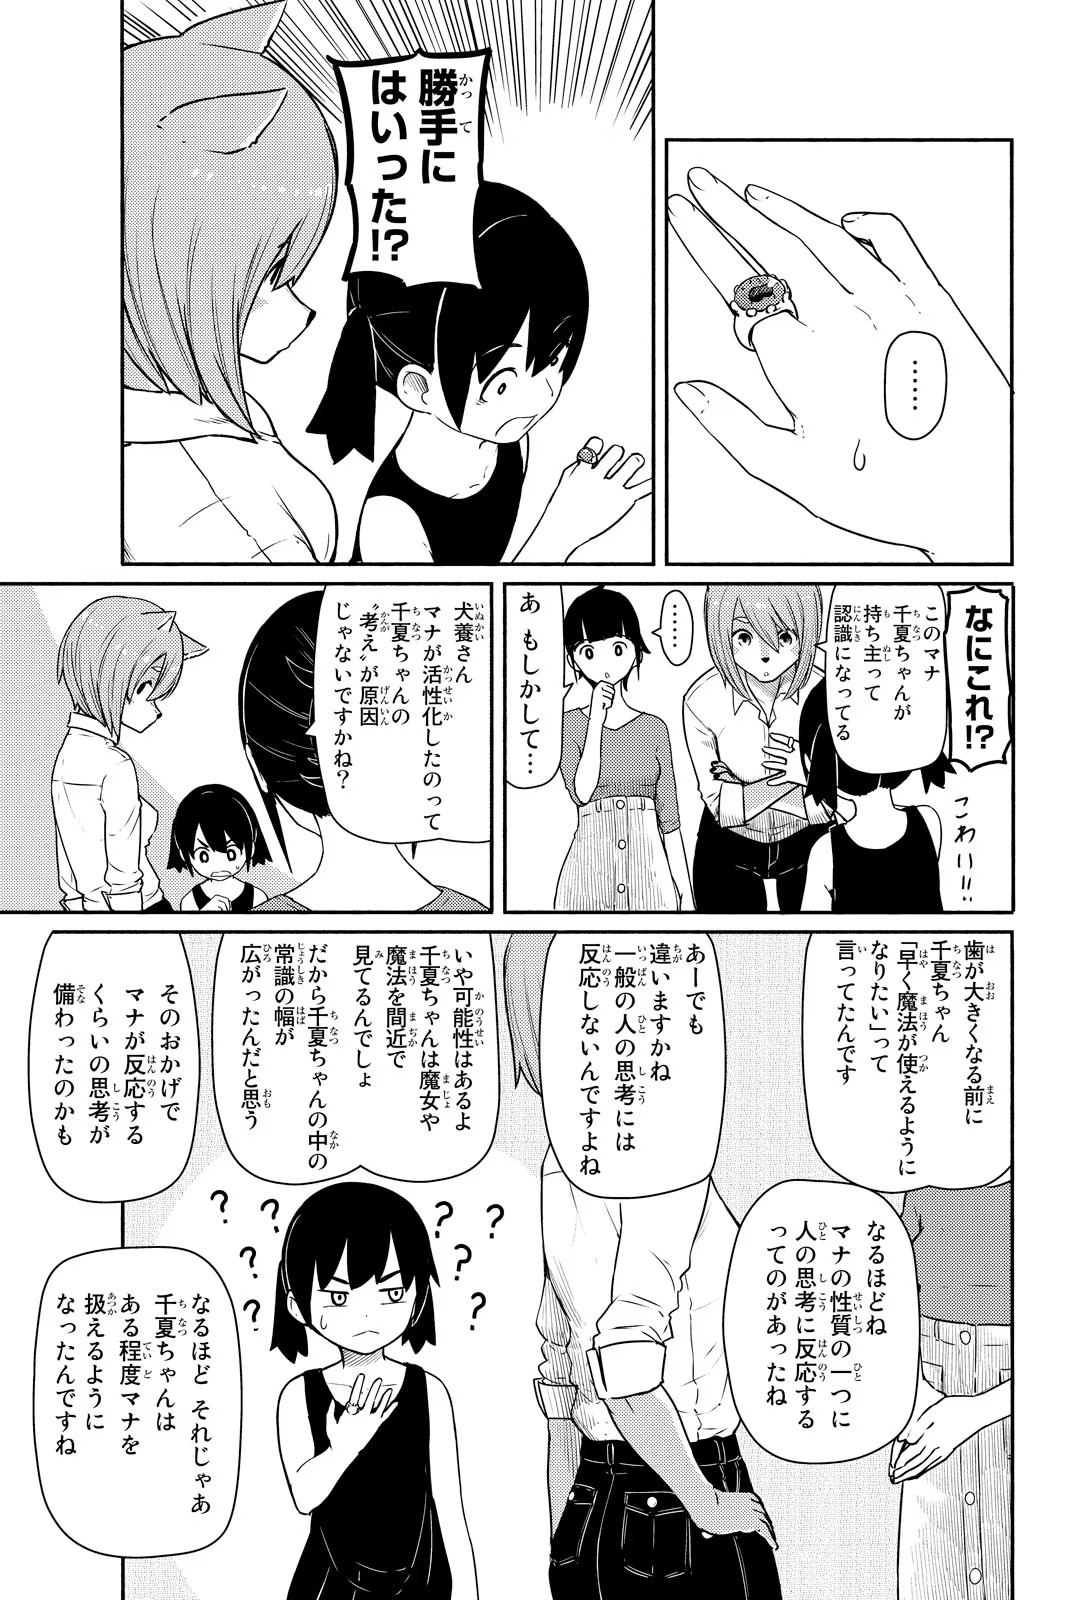 ……
勝手に
はいった!?
なにこれ!?
このマナ
千夏ちゃんが
持ち主って
認識になってる
こわい!!
……
あ もしかして…
犬養さん
マナが活性化したのって
千夏ちゃんの
〝考え〟が原因
じゃないですかね?
歯が大きくなる前に
千夏ちゃん
「早く魔法が使えるように
なりたい」って
言ってたんです
なるほどね
マナの性質の一つに
人の思考に反応する
ってのがあったね
あーでも
違いますかね
一般の人の思考には
反応しないんですよね
いや可能性はあるよ
千夏ちゃんは魔女や
魔法を間近で
見てるんでしょ
だから千夏ちゃんの中の
常識の幅が
広がったんだと思う
そのおかげで
マナが反応する
くらいの思考が
備わったのかも
?
?
?
?
?
?
?
なるほど それじゃあ
千夏ちゃんは
ある程度マナを
扱えるように
なったんですね